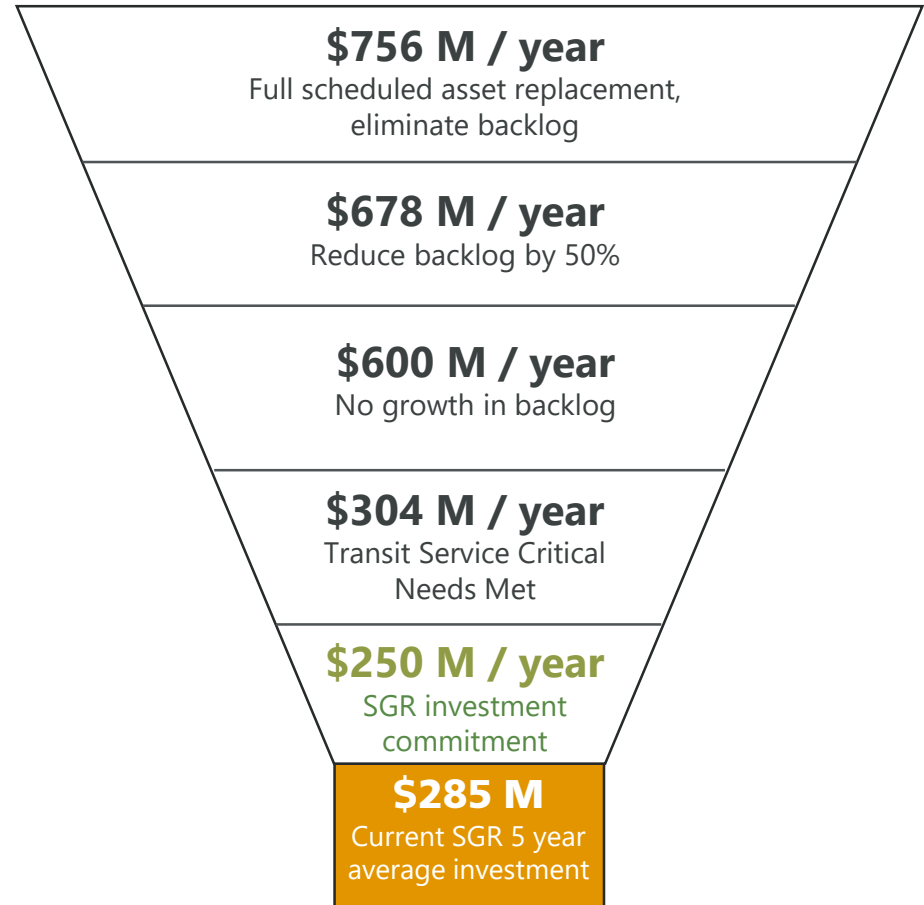 $756 M / year
Full scheduled asset replacement,
eliminate backlog
$678 M / year
Reduce backlog by 50%
$600 M / year
No growth in backlog
$304 M / year
Transit Service Critical
Needs Met
$250 M / year
SGR investment
commitment
$285 M
Current SGR 5 year
average investment